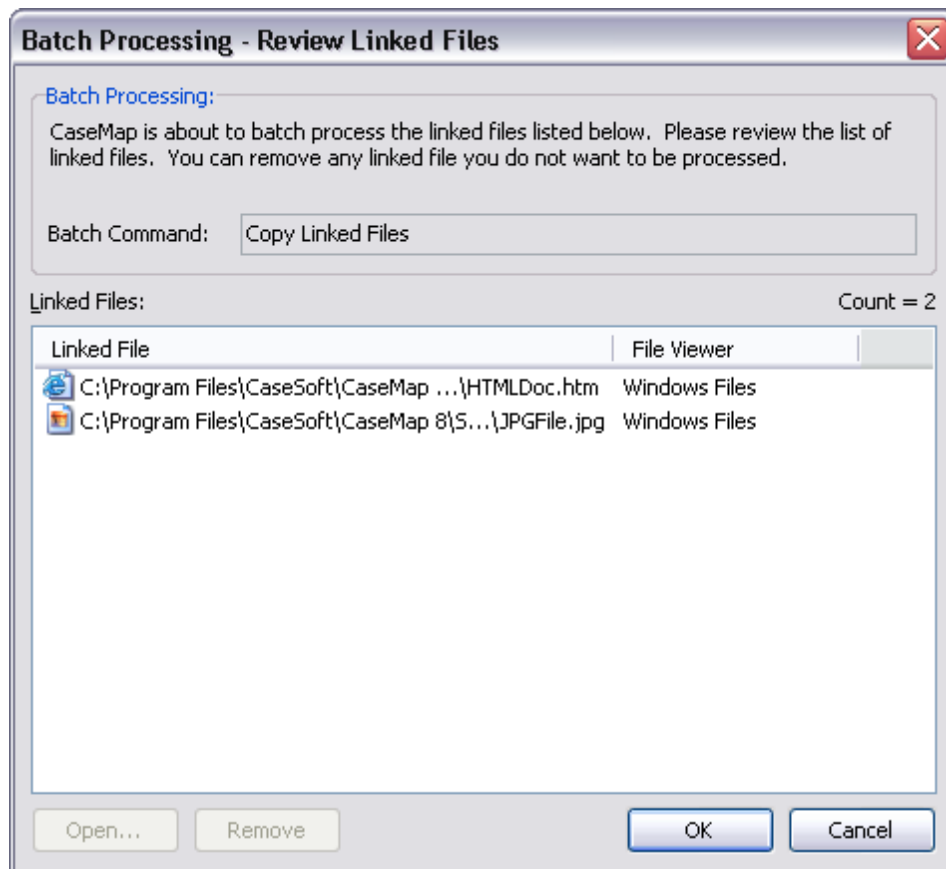 Batch Processing - Review Linked Files
Batch Processing:
CaseMap is about to batch process the linked files listed below.  Please review the list of
linked files.  You can remove any linked file you do not want to be processed.
Batch Command: Copy Linked Files
Linked Files: Count = 2
Linked File File Viewer
C:\Program Files\CaseSoft\CaseMap ...\HTMLDoc.htm Windows Files
C:\Program Files\CaseSoft\CaseMap 8\S...\JPGFile.jpg Windows Files
Open... Remove OK Cancel